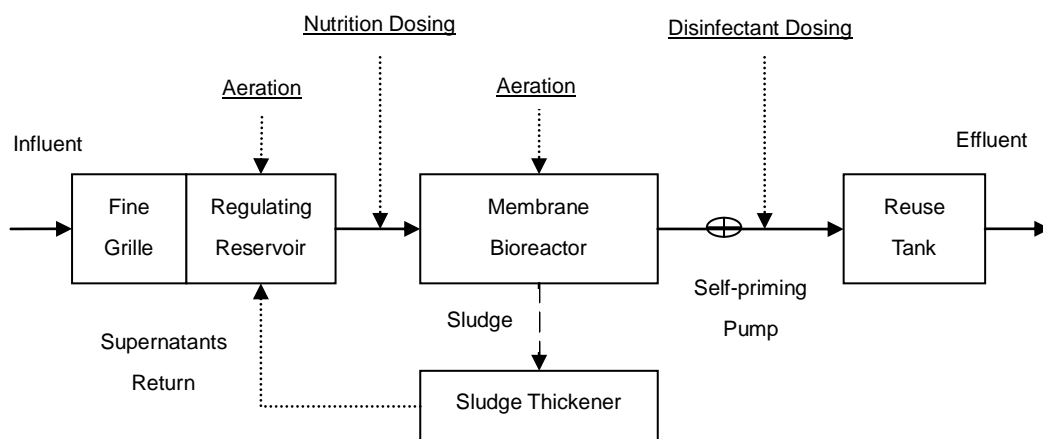 Nutrition Dosing
Disinfectant Dosing
Aeration
Aeration
Influent
Effluent
Fine
Grille
Regulating
Reservoir
Membrane
Bioreactor
Reuse
Tank
Self-priming
Pump
Sludge
Supernatants
Return
Sludge Thickener